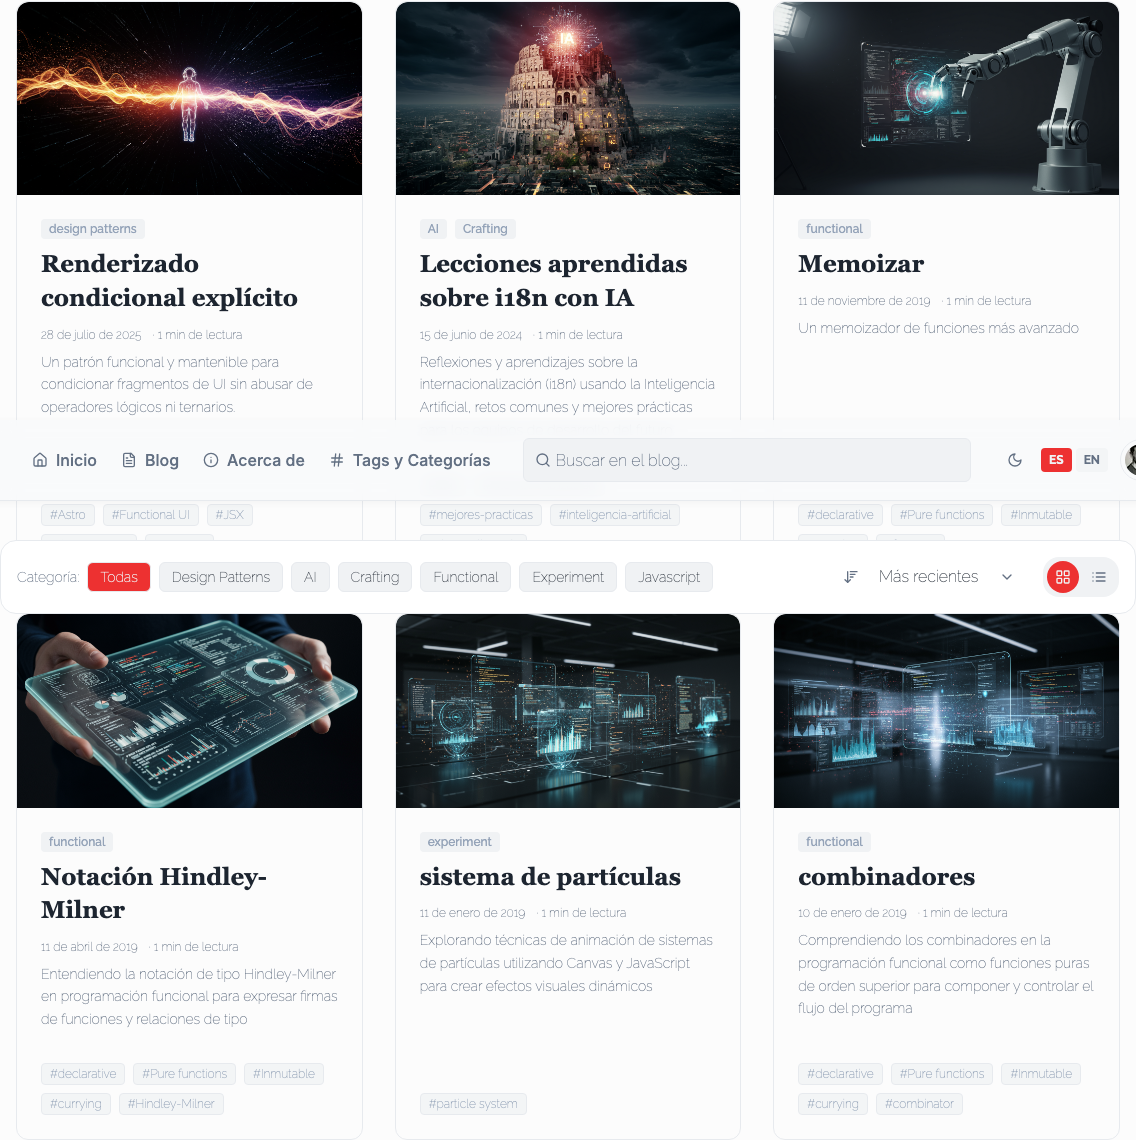 IA
design patterns
Renderizado
condicional explícito
28 de julio de 2025 · 1 min de lectura
Un patrón funcional y mantenible para
condicionar fragmentos de UI sin abusar de
operadores lógicos ni ternarios.
AI Crafting
Lecciones aprendidas
sobre i18n con IA
15 de junio de 2024 · 1 min de lectura
Reflexiones y aprendizajes sobre la
internacionalización (i18n) usando la Inteligencia
Artificial, retos comunes y mejores prácticas
functional
Memoizar
11 de noviembre de 2019 · 1 min de lectura
Un memoizador de funciones más avanzado
Inicio Blog Acerca de Tags y Categorías Buscar en el blog... ES EN
#Astro #Functional UI #JSX
#mejores-practicas #inteligencia-artificial
#declarative #Pure functions #Inmutable
Categoría: Todas Design Patterns AI Crafting Functional Experiment Javascript Más recientes
functional
Notación Hindley-
Milner
11 de abril de 2019 · 1 min de lectura
Entendiendo la notación de tipo Hindley-Milner
en programación funcional para expresar firmas
de funciones y relaciones de tipo
#declarative #Pure functions #Inmutable
#currying #Hindley-Milner
experiment
sistema de partículas
11 de enero de 2019 · 1 min de lectura
Explorando técnicas de animación de sistemas
de partículas utilizando Canvas y JavaScript
para crear efectos visuales dinámicos
#particle system
functional
combinadores
10 de enero de 2019 · 1 min de lectura
Comprendiendo los combinadores en la
programación funcional como funciones puras
de orden superior para componer y controlar el
flujo del programa
#declarative #Pure functions #Inmutable
#currying #combinator